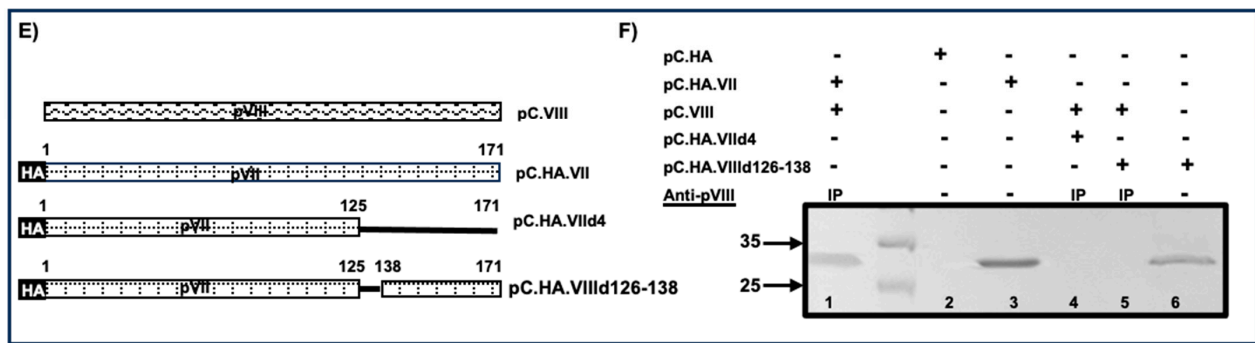 E)
pVIII
pC.VIII
1 171
HA pVII pC.HA.VII
1 125 171
HA pVII pC.HA.VIId4
1 125 138 171
HA pVII pC.HA.VIIId126-138
F)
pC.HA - + - - - -
pC.HA.VII + - + - - -
pC.VIII + - - + + -
pC.HA.VIId4 - - - + - -
pC.HA.VIIId126-138 - - - - + +
Anti-pVIII IP - - IP IP -
35
25
1 2 3 4 5 6